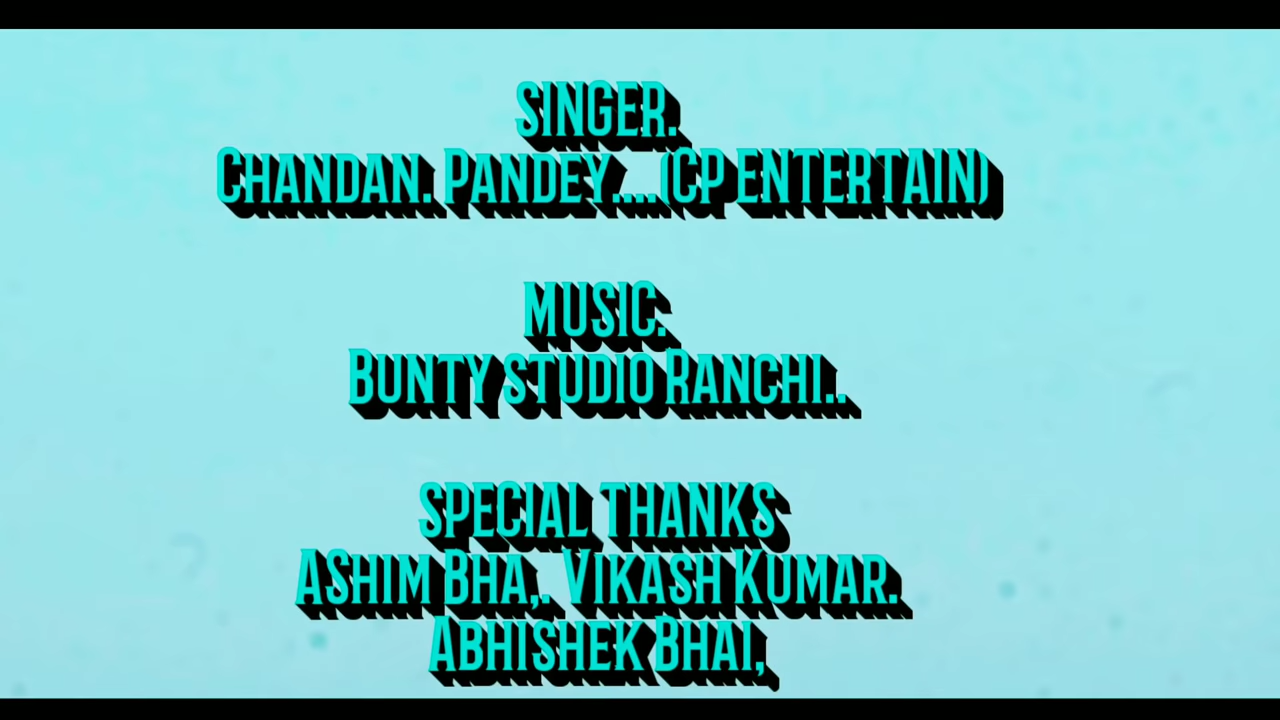 SINGER.
CHANDAN. PANDEY....(CP ENTERTAIN)
MUSIC.
BUNTY STUDIO RANCHI..
SPECIAL THANKS
ASHIM BHA,. VIKASH KUMAR.
ABHISHEK BHAI,